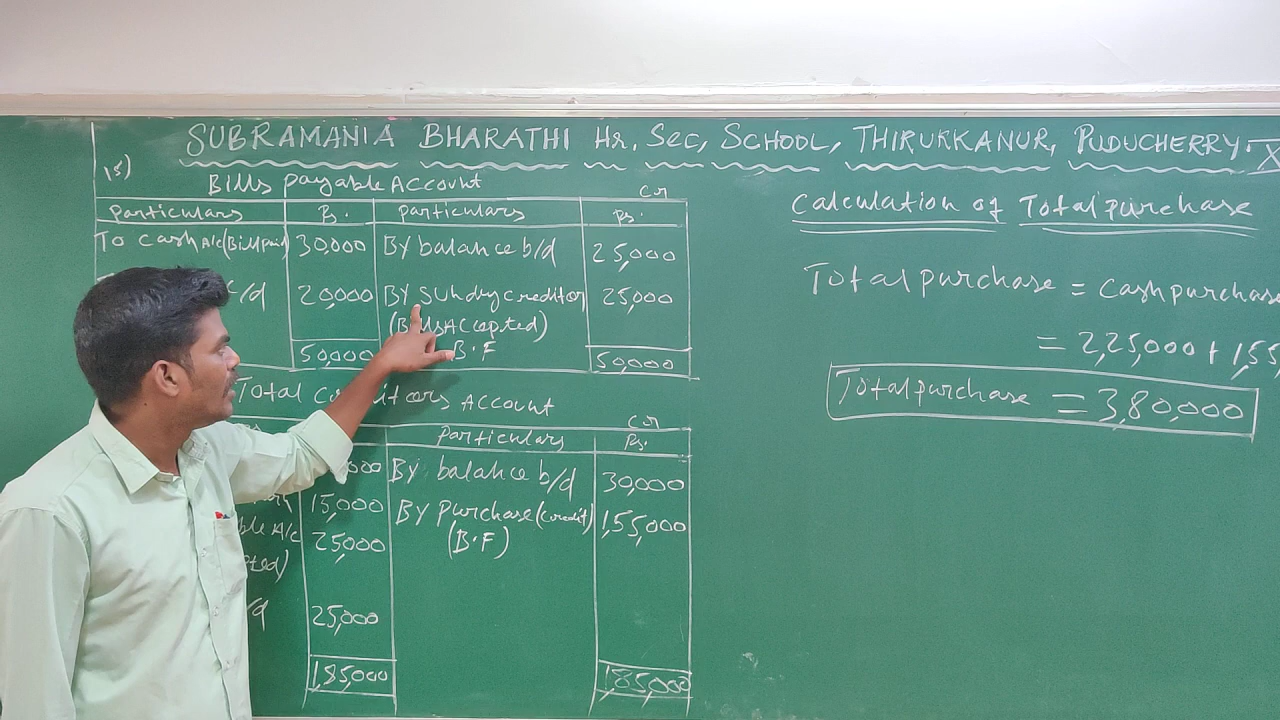 SUBRAMANIA BHARATHI Hr. Sec, SCHOOL, THIRUKKANUR, PUDUCHERRY.
15)
Bills payable Account
Cr
particulars Rs. particulars Rs.
To cash A/c (Bill paid) 30,000 By balance b/d 25,000
c/d 20,000 By Sundry creditor 25,000
(Bills Accepted)
50,000 B.F 50,000
Total Creditors Account
Cr
particulars Rs.
By balance b/d 30,000
15,000 By purchase (credit) 1,55,000
ble A/c 25,000 (B.F)
pted)
/d 25,000
1,85,000 1,85,000
Calculation of Total purchase
Total purchase = cash purchase
= 2,25,000 + 1,55
Total purchase = 3,80,000